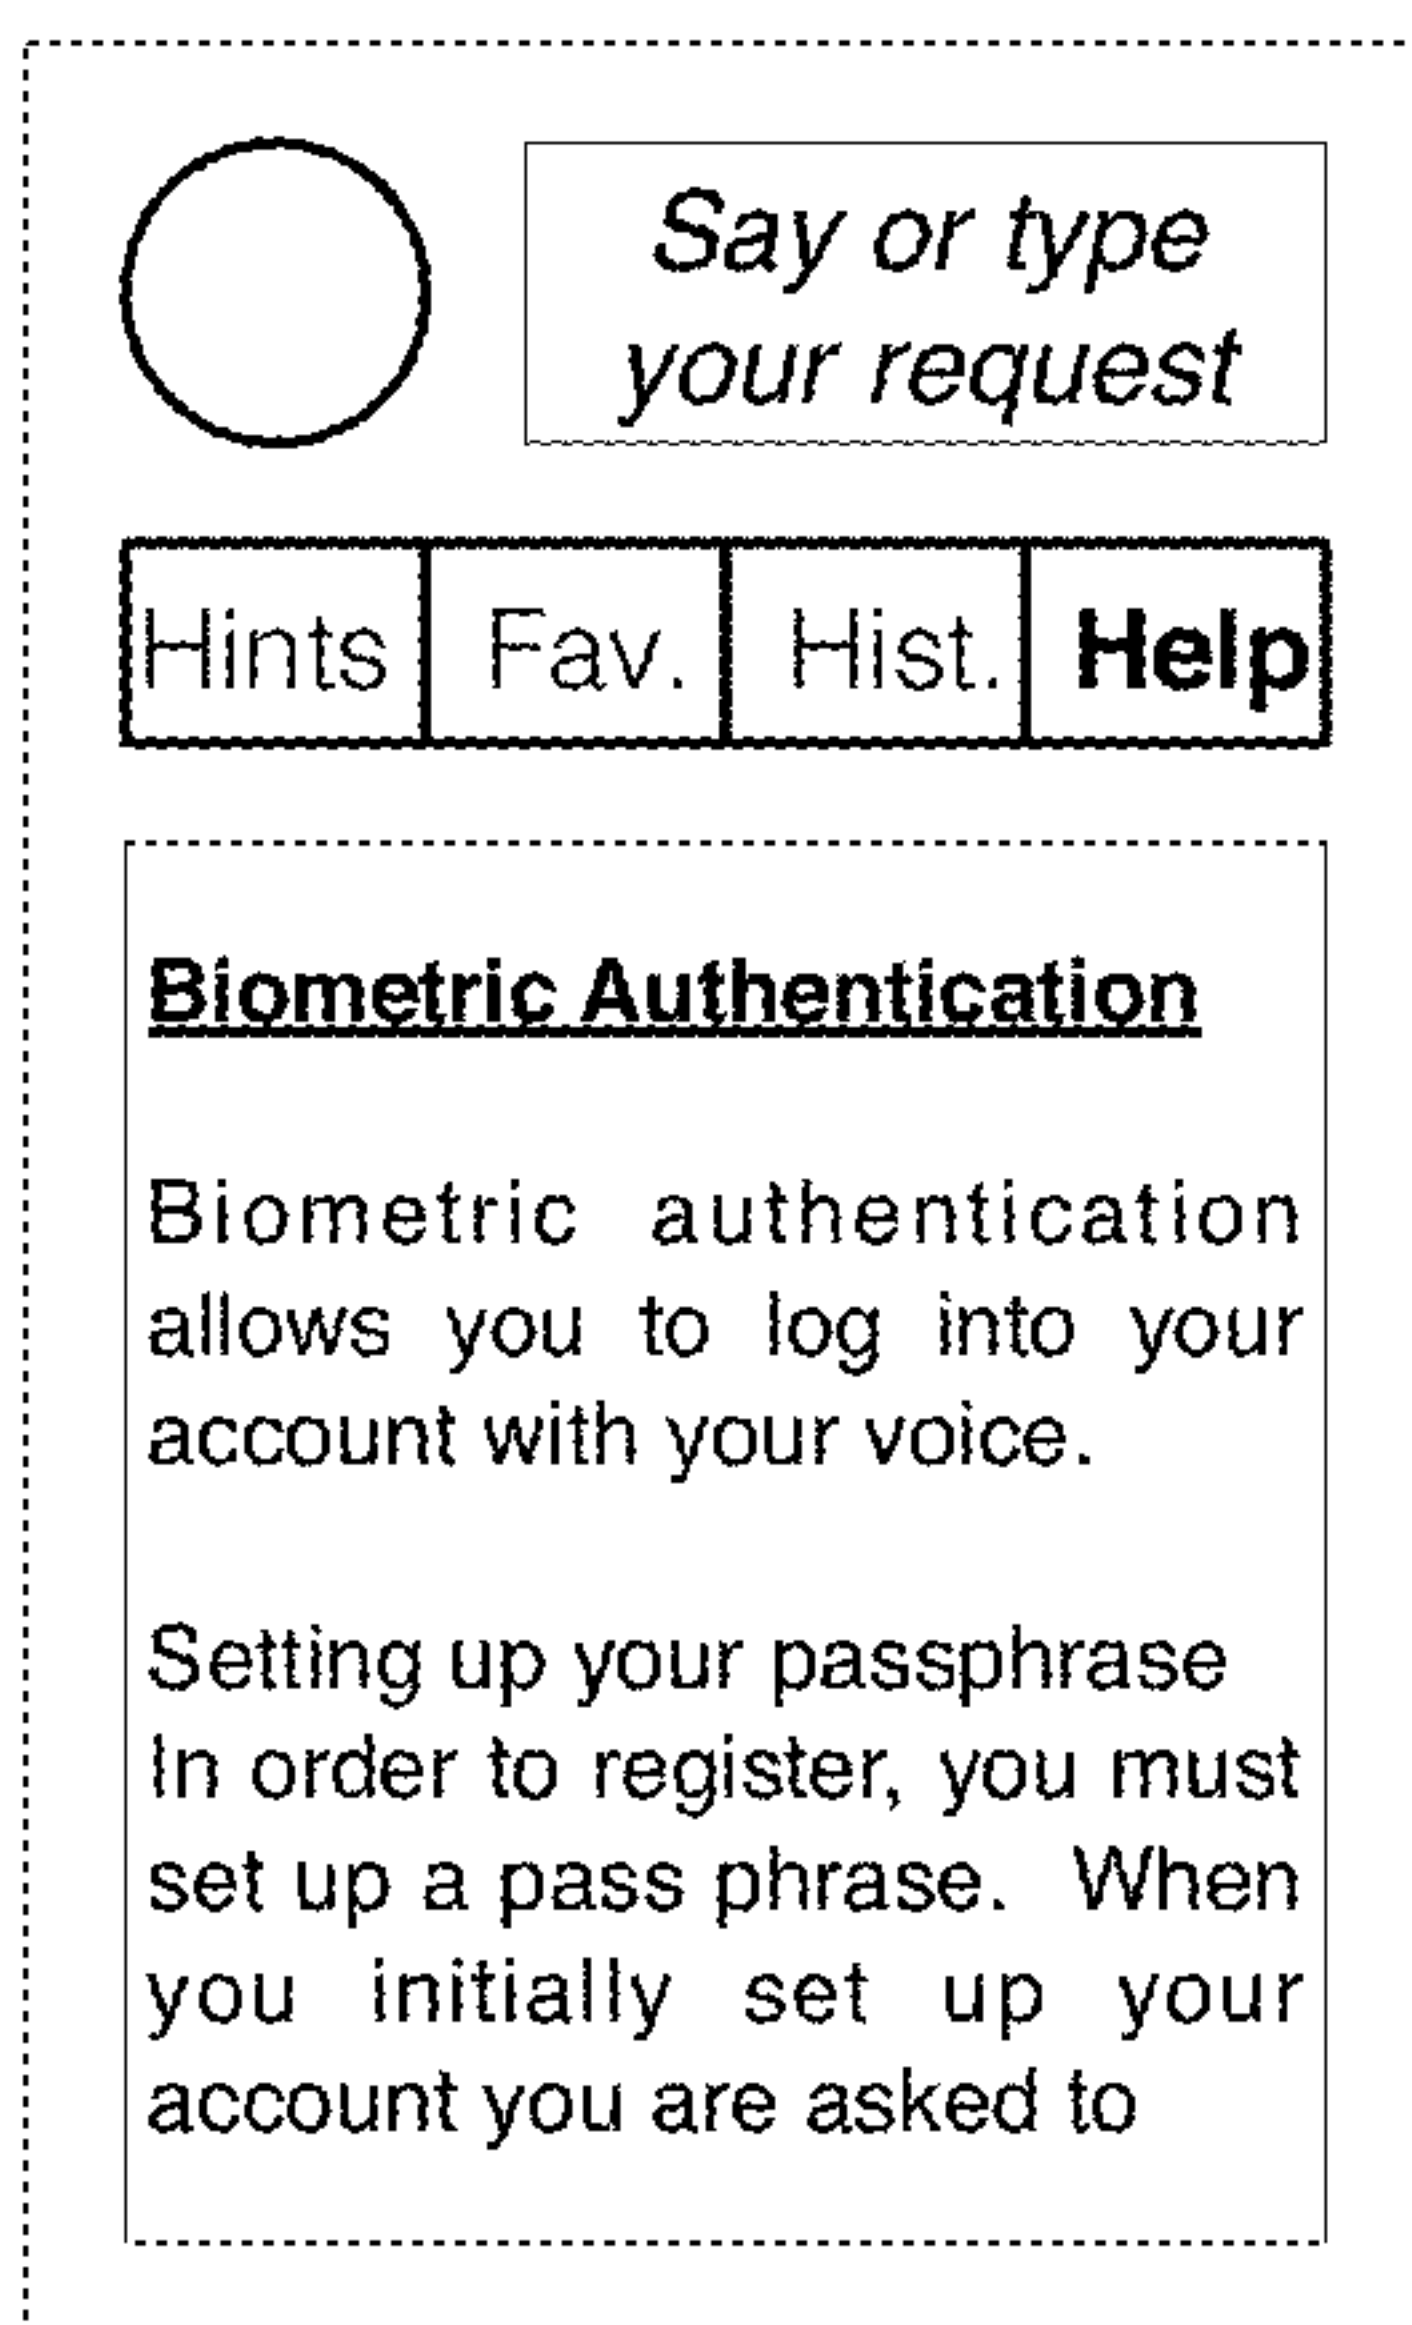 Say or type
your request
Hints Fav. Hist. Help
Biometric Authentication
Biometric authentication
allows you to log into your
account with your voice.
Setting up your passphrase
In order to register, you must
set up a pass phrase. When
you initially set up your
account you are asked to